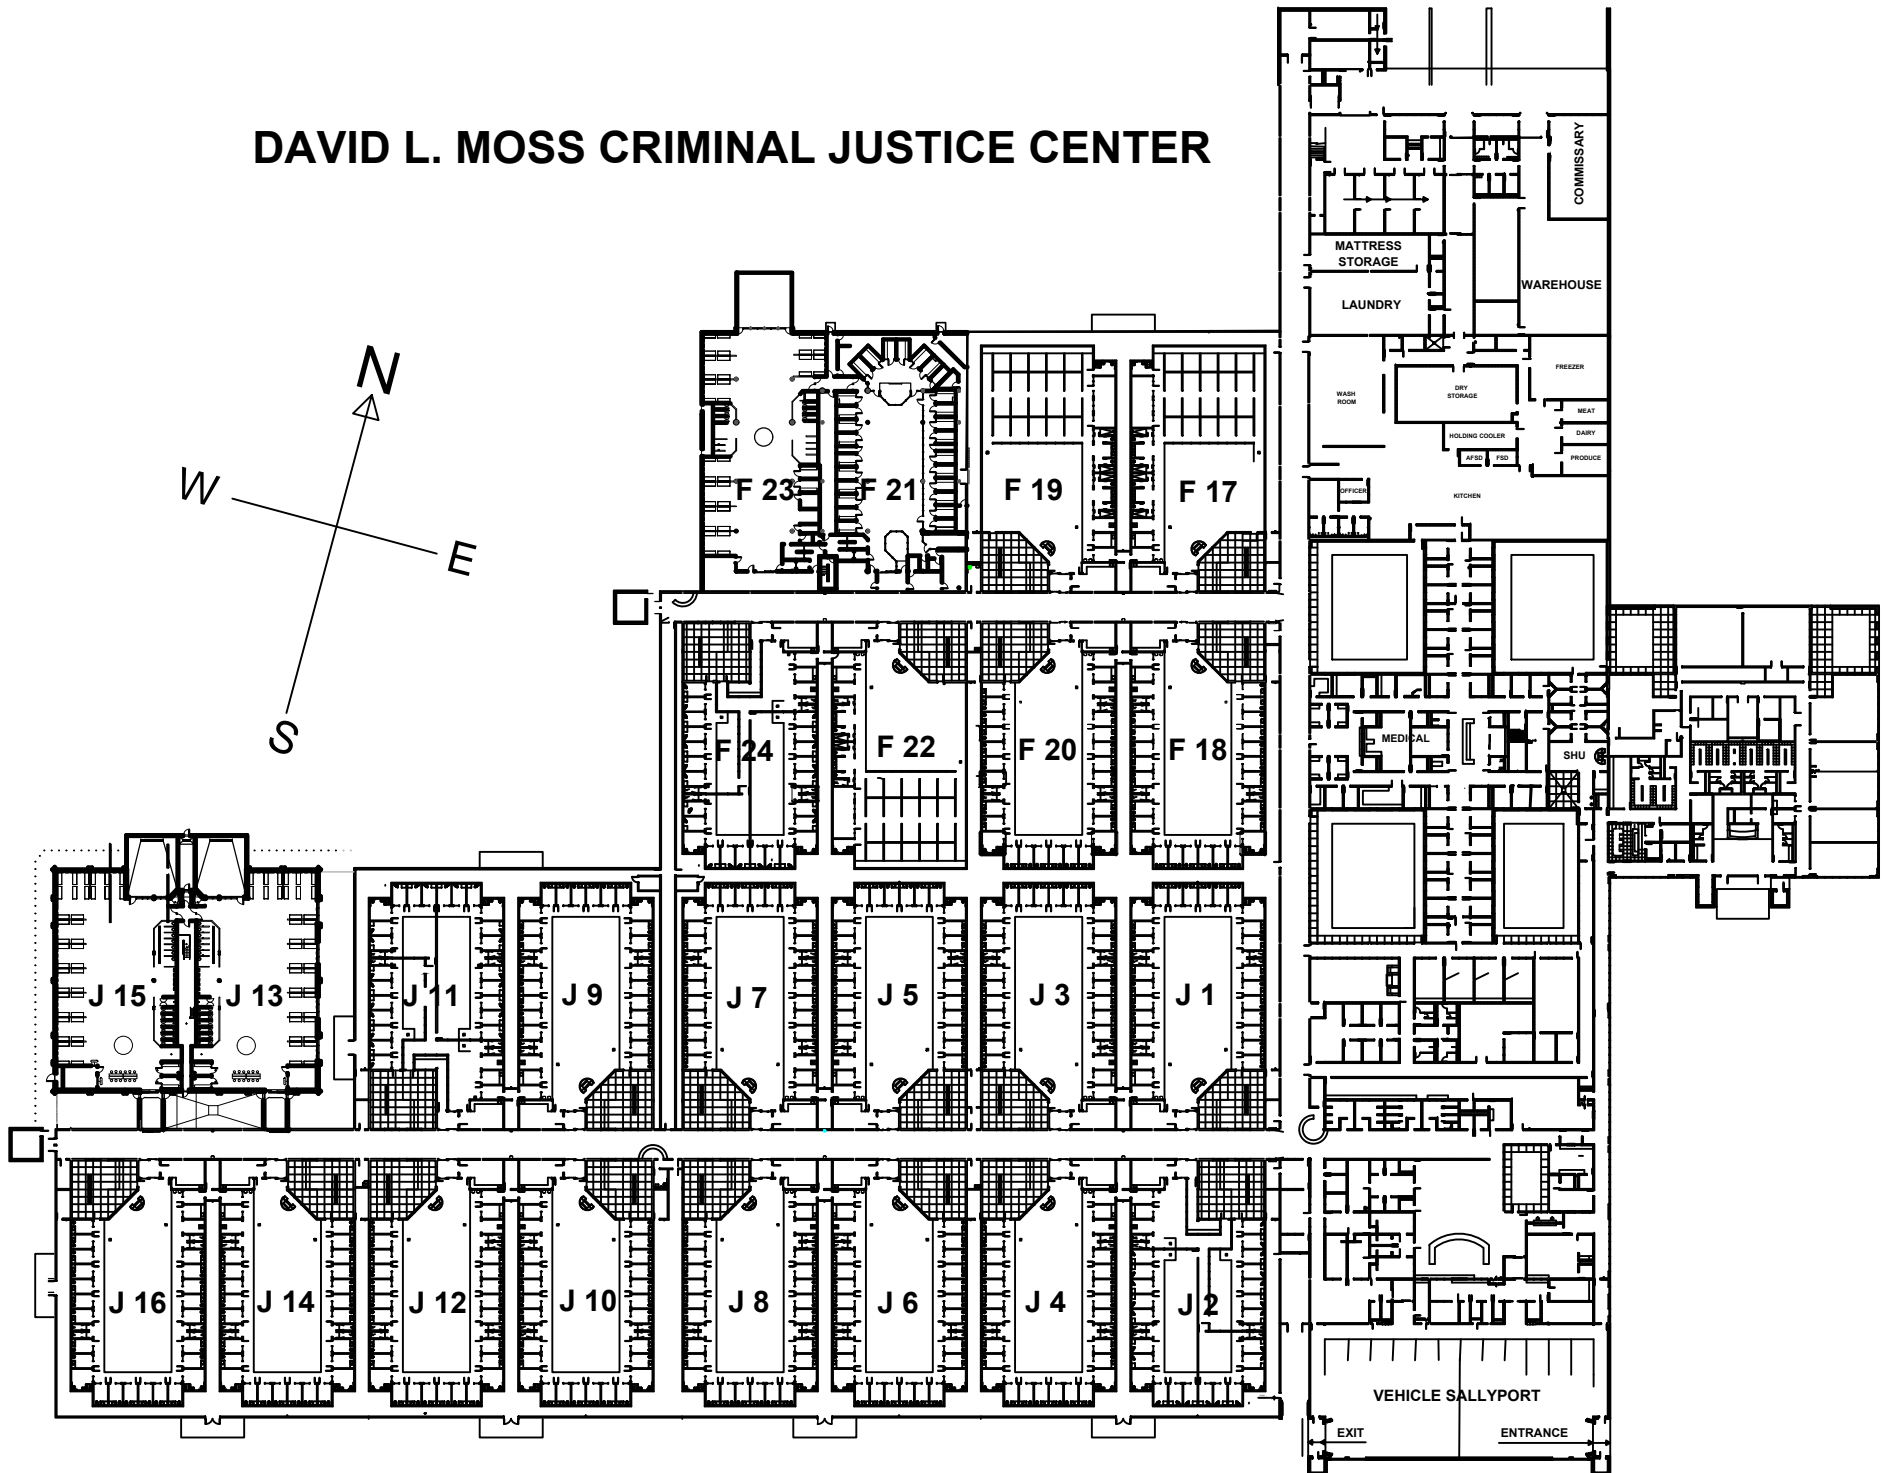 DAVID L. MOSS CRIMINAL JUSTICE CENTER
COMMISSARY
MATTRESS
STORAGE
WAREHOUSE
LAUNDRY
N
W
E
S
FREEZER
WASH
ROOM
DRY
STORAGE
MEAT
HOLDING COOLER
DAIRY
AFSD
FSD
PRODUCE
OFFICER
KITCHEN
F 23
F 21
F 19
F 17
F 24
F 22
F 20
F 18
MEDICAL
SHU
J 15
J 13
J 11
J 9
J 7
J 5
J 3
J 1
J 16
J 14
J 12
J 10
J 8
J 6
J 4
J 2
VEHICLE SALLYPORT
EXIT
ENTRANCE